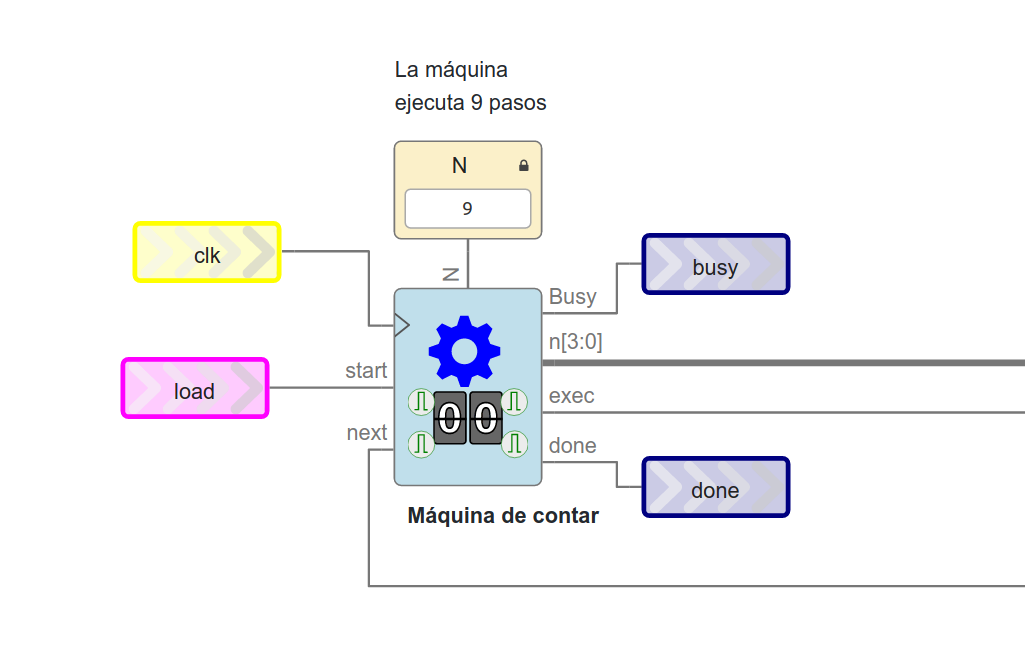 La máquina
ejecuta 9 pasos
N
9
clk
N
busy
Busy
n[3:0]
start
load
exec
00
next
done
done
Máquina de contar